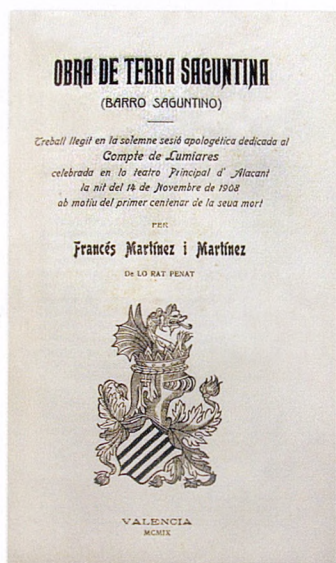 OBRA DE TERRA SAGUNTINA
(BARRO SAGUNTINO)
Treball llegit en la solemne sesió apologética dedicada al
Compte de Lumiares
celebrada en lo teatro Principal d' Alacant
la nit del 14 de Novembre de 1908
ab motiu del primer centenar de la seua mort
PER
Francés Martínez i Martínez
De LO RAT PENAT
VALENCIA
MCMIX